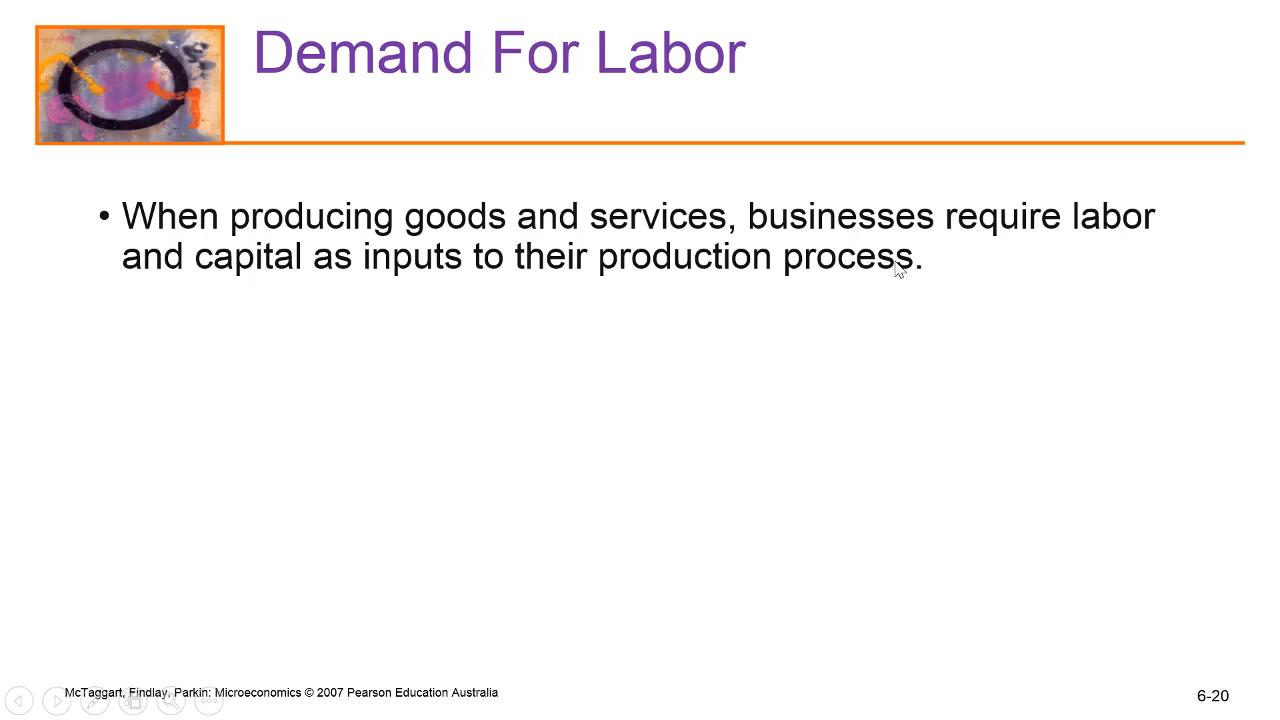 Demand For Labor
• When producing goods and services, businesses require labor
and capital as inputs to their production process.
McTaggart, Findlay, Parkin: Microeconomics © 2007 Pearson Education Australia
6-20